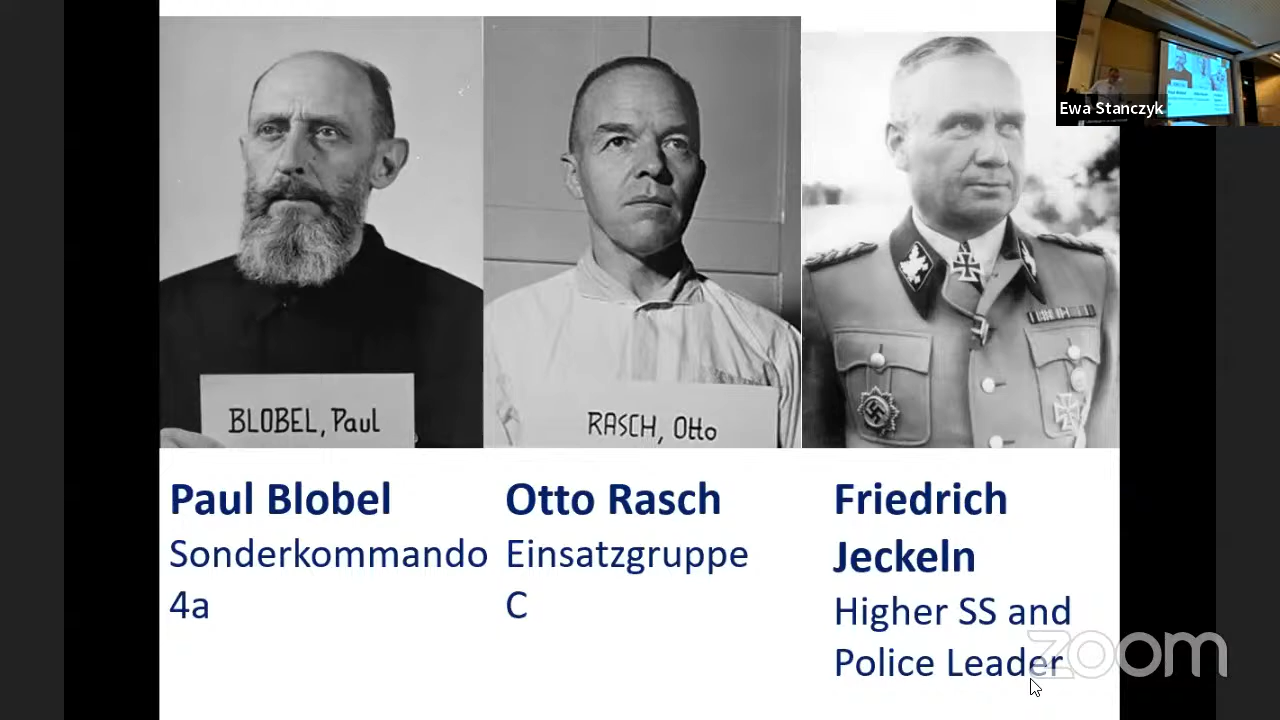 Ewa Stanczyk
BLOBEL, Paul
RASCH, Otto
Paul Blobel
Sonderkommando
4a
Otto Rasch
Einsatzgruppe
C
Friedrich
Jeckeln
Higher SS and
Police Leader
zoom